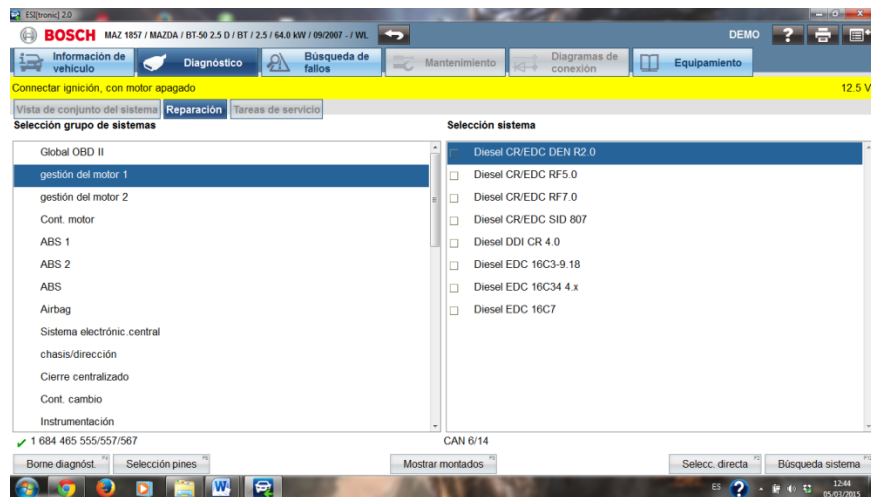 ESI[tronic] 2.0
BOSCH MAZ 1857 / MAZDA / BT-50 2.5 D / BT / 2.5 / 64.0 kW / 09/2007 - / WL DEMO ?
Información de vehículo
Diagnóstico
Búsqueda de fallos
Mantenimiento
Diagramas de conexión
Equipamiento
Connectar ignición, con motor apagado 12.5 V
Vista de conjunto del sistema Reparación Tareas de servicio
Selección grupo de sistemas
Global OBD II
gestión del motor 1
gestión del motor 2
Cont. motor
ABS 1
ABS 2
ABS
Airbag
Sistema electrónic.central
chasis/dirección
Cierre centralizado
Cont. cambio
Instrumentación
Selección sistema
Diesel CR/EDC DEN R2.0
Diesel CR/EDC RF5.0
Diesel CR/EDC RF7.0
Diesel CR/EDC SID 807
Diesel DDI CR 4.0
Diesel EDC 16C3-9.18
Diesel EDC 16C34 4.x
Diesel EDC 16C7
1 684 465 555/557/567 CAN 6/14
Borne diagnóst. Selección pines Mostrar montados Selecc. directa Búsqueda sistema
ES 12:44
05/03/2015